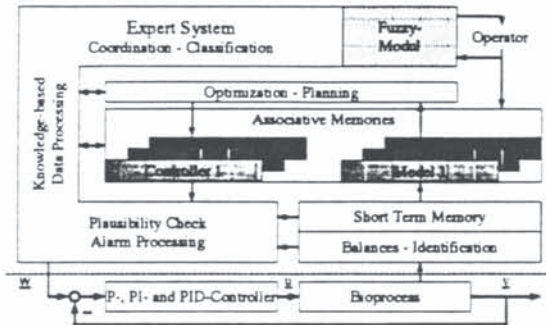 Expert System
Coordination - Classification
Fuzzy-
Model
Operator
Knowledge-based
Data Processing
Optimization - Planning
Associative Memories
Controller 1
Model 1
Plausibility Check
Alarm Processing
Short Term Memory
Balances - Identification
w
u
y
P-, PI- and PID-Controller
Bioprocess